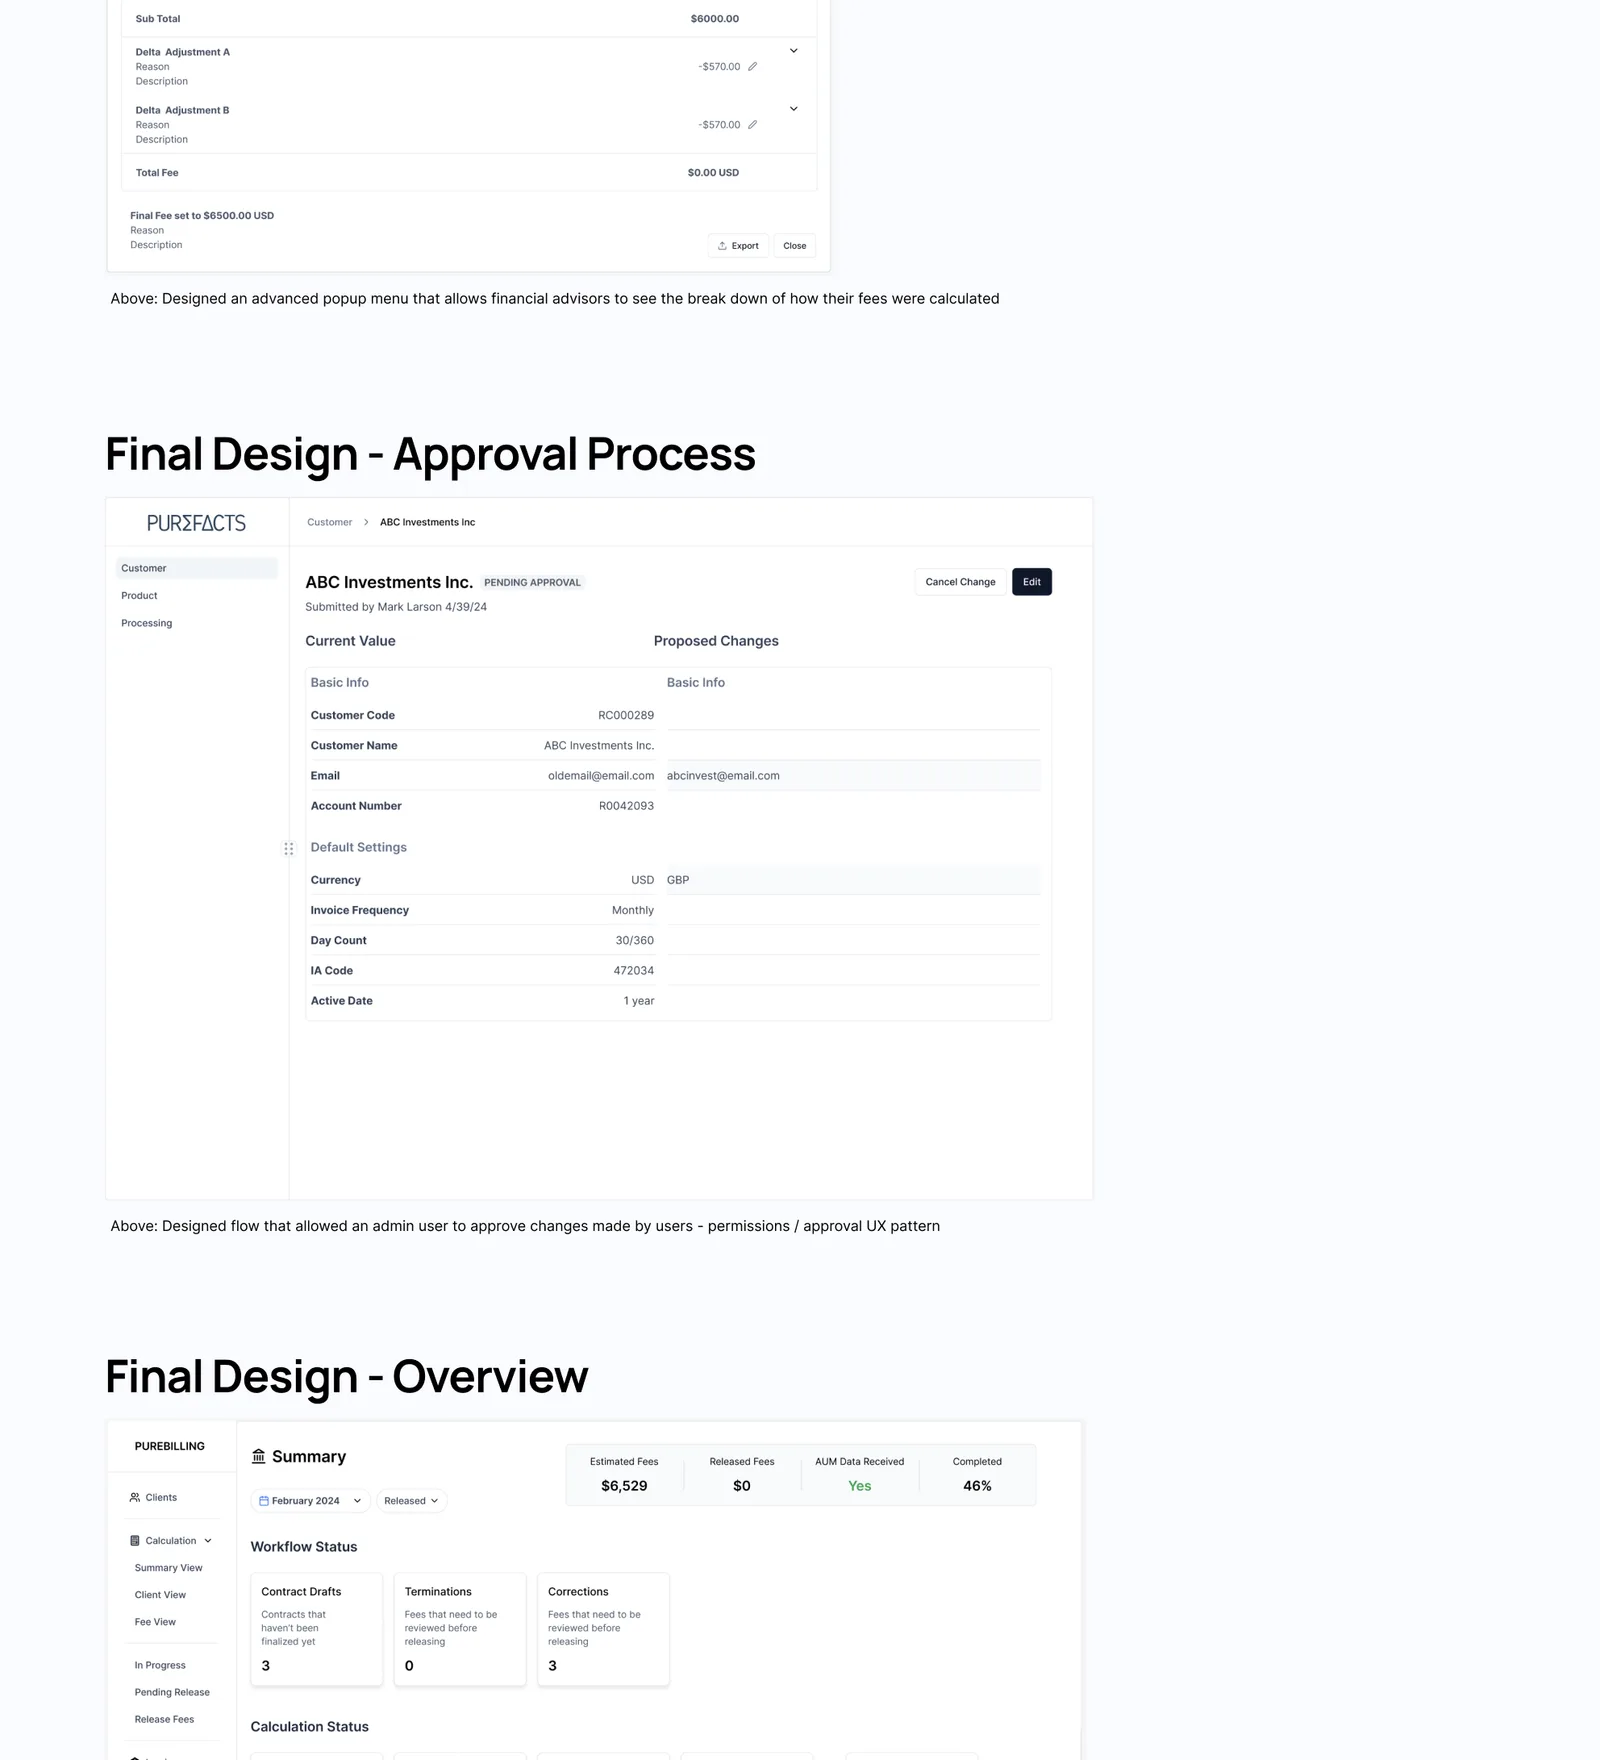 Sub Total $6000.00
Delta Adjustment A
Reason -$570.00
Description
Delta Adjustment B
Reason -$570.00
Description
Total Fee $0.00 USD
Final Fee set to $6500.00 USD
Reason
Description
Export Close
Above: Designed an advanced popup menu that allows financial advisors to see the break down of how their fees were calculated
Final Design - Approval Process
PURΣFΔCTS
Customer > ABC Investments Inc
Customer
Product
Processing
ABC Investments Inc. PENDING APPROVAL
Cancel Change Edit
Submitted by Mark Larson 4/39/24
Current Value Proposed Changes
Basic Info Basic Info
Customer Code RC000289
Customer Name ABC Investments Inc.
Email oldemail@email.com abcinvest@email.com
Account Number R0042093
Default Settings
Currency USD GBP
Invoice Frequency Monthly
Day Count 30/360
IA Code 472034
Active Date 1 year
Above: Designed flow that allowed an admin user to approve changes made by users - permissions / approval UX pattern
Final Design - Overview
PUREBILLING
Clients
Calculation
Summary View
Client View
Fee View
In Progress
Pending Release
Release Fees
Summary
February 2024 Released
Estimated Fees Released Fees AUM Data Received Completed
$6,529 $0 Yes 46%
Workflow Status
Contract Drafts
Contracts that
haven't been
finalized yet
3
Terminations
Fees that need to be
reviewed before
releasing
0
Corrections
Fees that need to be
reviewed before
releasing
3
Calculation Status